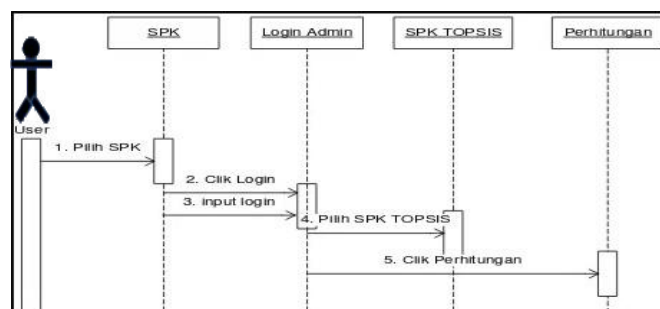 SPK
Login Admin
SPK TOPSIS
Perhitungan
User
1. Pilih SPK
2. Clik Login
3. input login
4. Pilih SPK TOPSIS
5. Clik Perhitungan